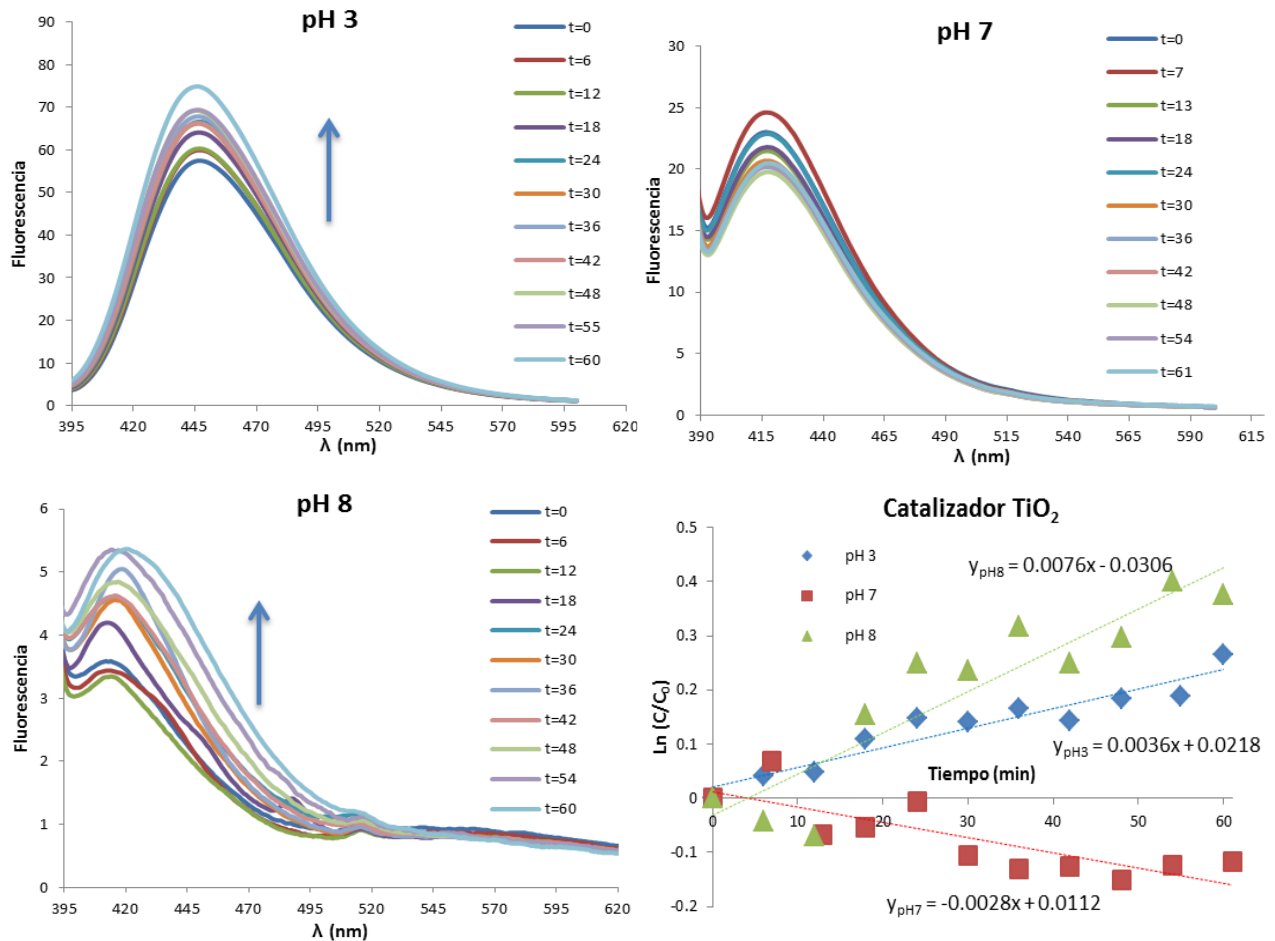 pH 3
90
80
70
60
50
40
30
20
10
0
Fluorescencia
395 420 445 470 495 520 545 570 595 620
λ (nm)
t=0
t=6
t=12
t=18
t=24
t=30
t=36
t=42
t=48
t=55
t=60
pH 7
30
25
20
15
10
5
0
Fluorescencia
390 415 440 465 490 515 540 565 590 615
λ (nm)
t=0
t=7
t=13
t=18
t=24
t=30
t=36
t=42
t=48
t=54
t=61
pH 8
6
5
4
3
2
1
0
Fluorescencia
395 420 445 470 495 520 545 570 595 620
λ (nm)
t=0
t=6
t=12
t=18
t=24
t=30
t=36
t=42
t=48
t=54
t=60
Catalizador TiO₂
0.5
0.4
0.3
0.2
0.1
0
-0.1
-0.2
Ln (C/C₀)
pH 3
pH 7
pH 8
y_pH8 = 0.0076x - 0.0306
y_pH3 = 0.0036x + 0.0218
Tiempo (min)
0 10 20 30 40 50 60
y_pH7 = -0.0028x + 0.0112